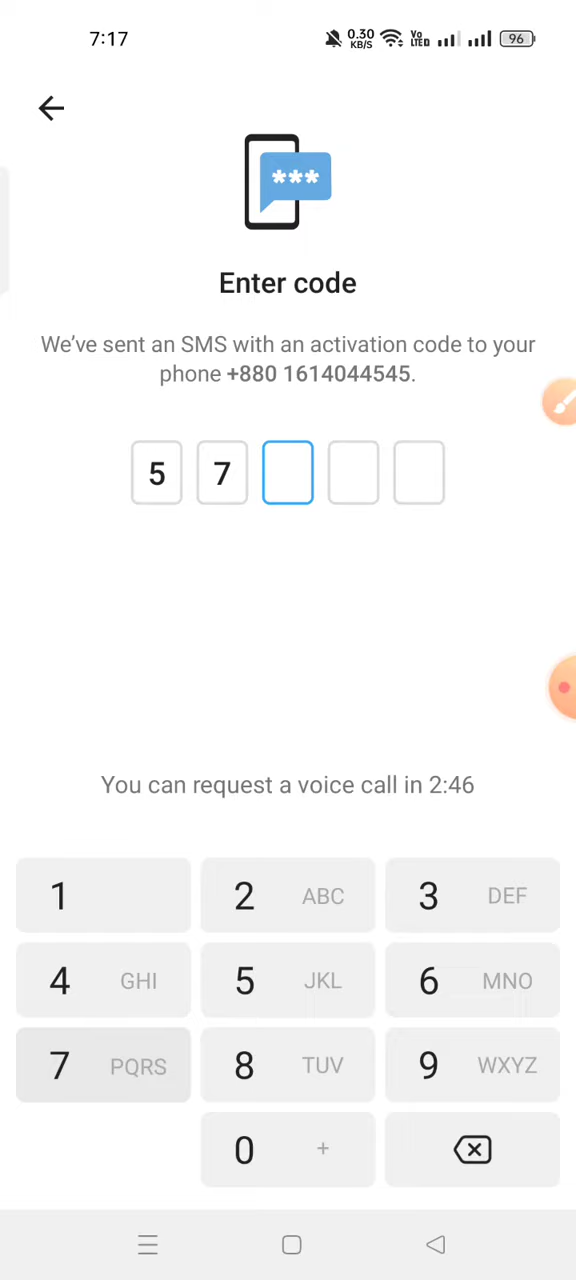 7:17 0.30 KB/S Vo LTE 96
***
Enter code
We've sent an SMS with an activation code to your
phone +880 1614044545.
5 7
You can request a voice call in 2:46
1 2 ABC 3 DEF
4 GHI 5 JKL 6 MNO
7 PQRS 8 TUV 9 WXYZ
0 +